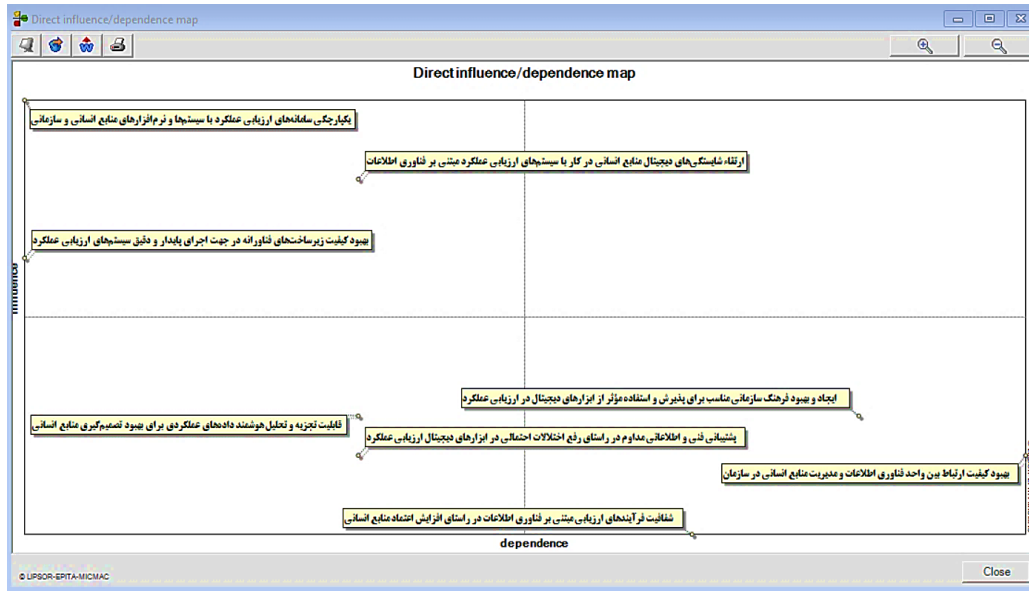 Direct influence/dependence map
Direct influence/dependence map
یکپارچگی سامانه‌های ارزیابی عملکرد با سیستم‌ها و نرم‌افزارهای منابع انسانی و سازمانی
ارتقاء شایستگی‌های دیجیتال منابع انسانی در کار با سیستم‌های ارزیابی عملکرد مبتنی بر فناوری اطلاعات
بهبود کیفیت زیرساخت‌های فناورانه در جهت اجرای پایدار و دقیق سیستم‌های ارزیابی عملکرد
influence
ایجاد و بهبود فرهنگ سازمانی مناسب برای پذیرش و استفاده مؤثر از ابزارهای دیجیتال در ارزیابی عملکرد
قابلیت تجزیه و تحلیل هوشمند داده‌های عملکردی برای بهبود تصمیم‌گیری منابع انسانی
پشتیبانی فنی و اطلاعاتی مداوم در راستای رفع اختلالات احتمالی در ابزارهای دیجیتال ارزیابی عملکرد
بهبود کیفیت ارتباط بین واحد فناوری اطلاعات و مدیریت منابع انسانی در سازمان
شفافیت فرآیندهای ارزیابی مبتنی بر فناوری اطلاعات در راستای افزایش اعتماد منابع انسانی
dependence
© LIPSOR-EPITA-MICMAC
Close